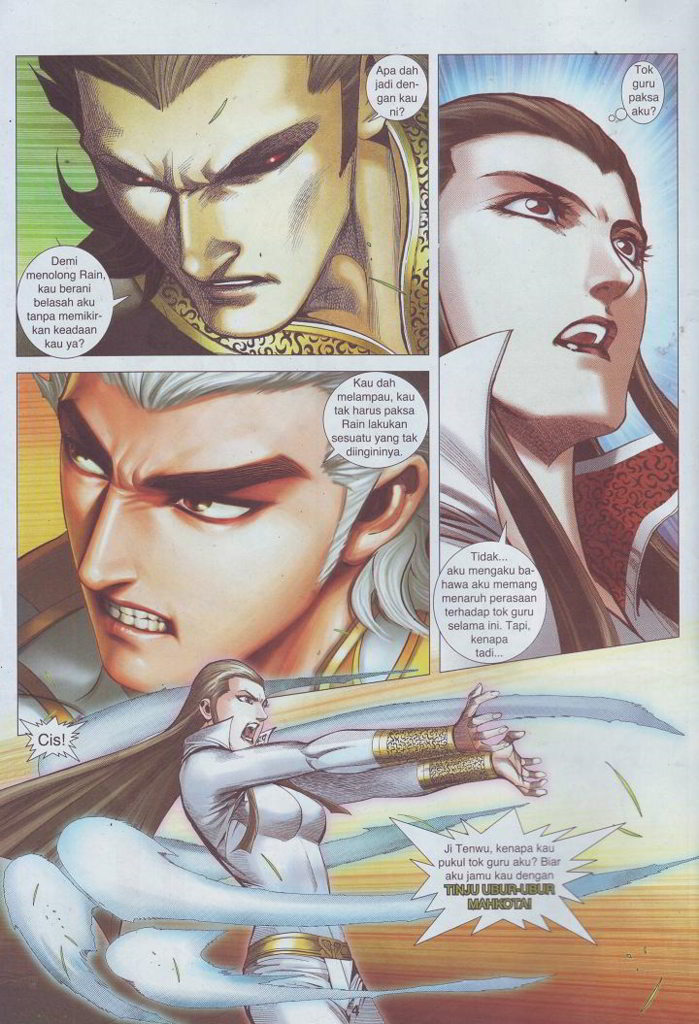 Apa dah
jadi den-
gan kau
ni?
Demi
menolong Rain,
kau berani
belasah aku
tanpa memikir-
kan keadaan
kau ya?
Tok
guru
paksa
aku?
Tidak...
aku mengaku ba-
hawa aku memang
menaruh perasaan
terhadap tok guru
selama ini. Tapi,
kenapa
tadi...
Kau dah
melampau, kau
tak harus paksa
Rain lakukan
sesuatu yang tak
diingininya.
Cis!
Ji Tenwu, kenapa kau
pukul tok guru aku? Biar
aku jamu kau dengan
TINJU UBUR-UBUR
MAHKOTA!
4